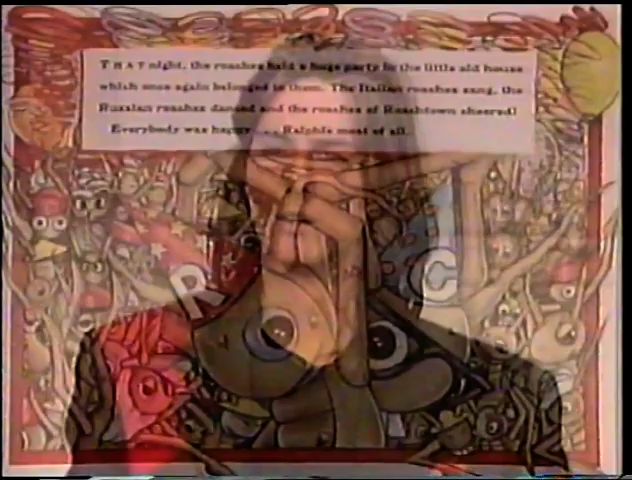 THAT night, the roaches held a huge party in the little old house
which once again belonged to them. The Italian roaches sang, the
Russian roaches danced and the roaches of Roachtown cheered!
Everybody was happy . . . Ralphie most of all.
R
C